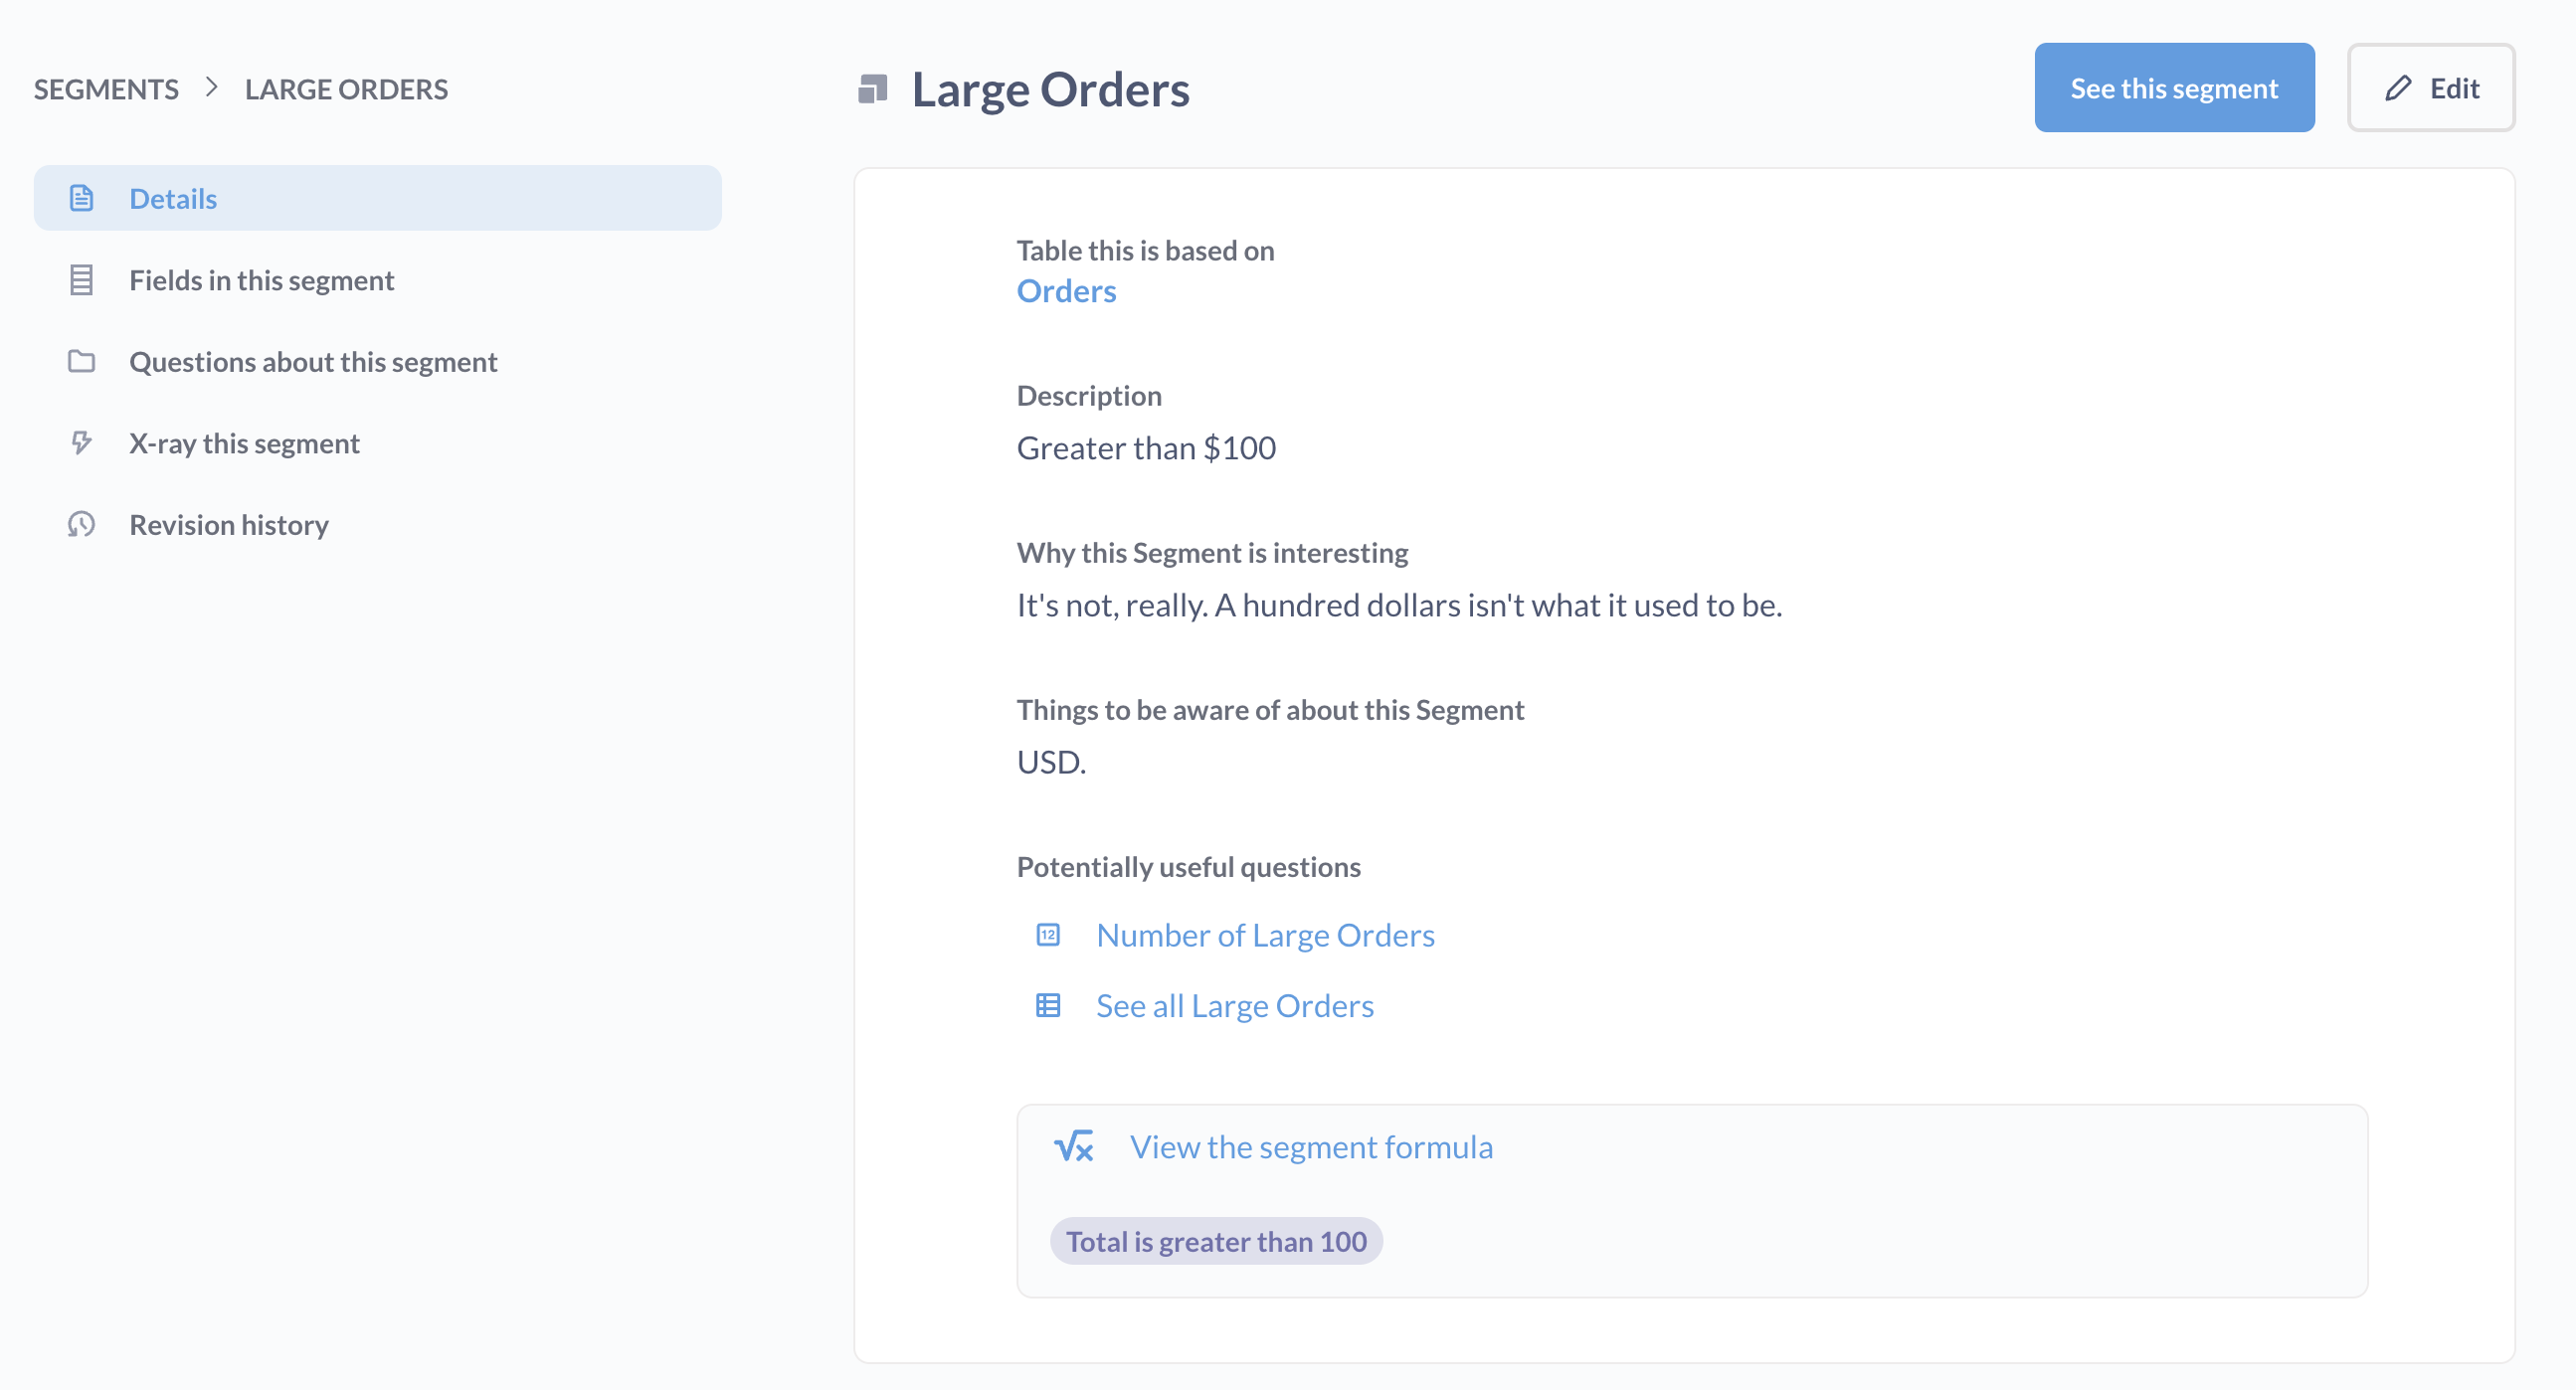 SEGMENTS > LARGE ORDERS
Details
Fields in this segment
Questions about this segment
X-ray this segment
Revision history
Large Orders
See this segment
Edit
Table this is based on
Orders
Description
Greater than $100
Why this Segment is interesting
It's not, really. A hundred dollars isn't what it used to be.
Things to be aware of about this Segment
USD.
Potentially useful questions
12 Number of Large Orders
See all Large Orders
√x View the segment formula
Total is greater than 100